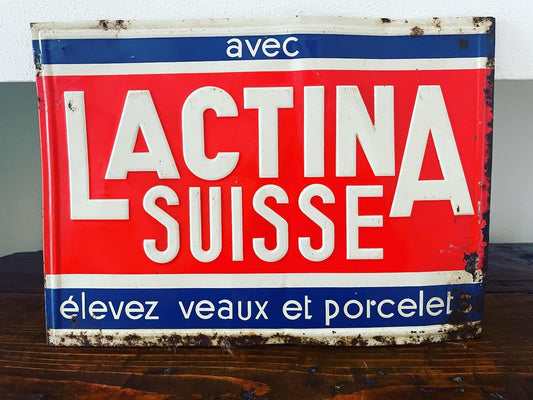 avec
LACTINA
SUISSE
élevez veaux et porcelets